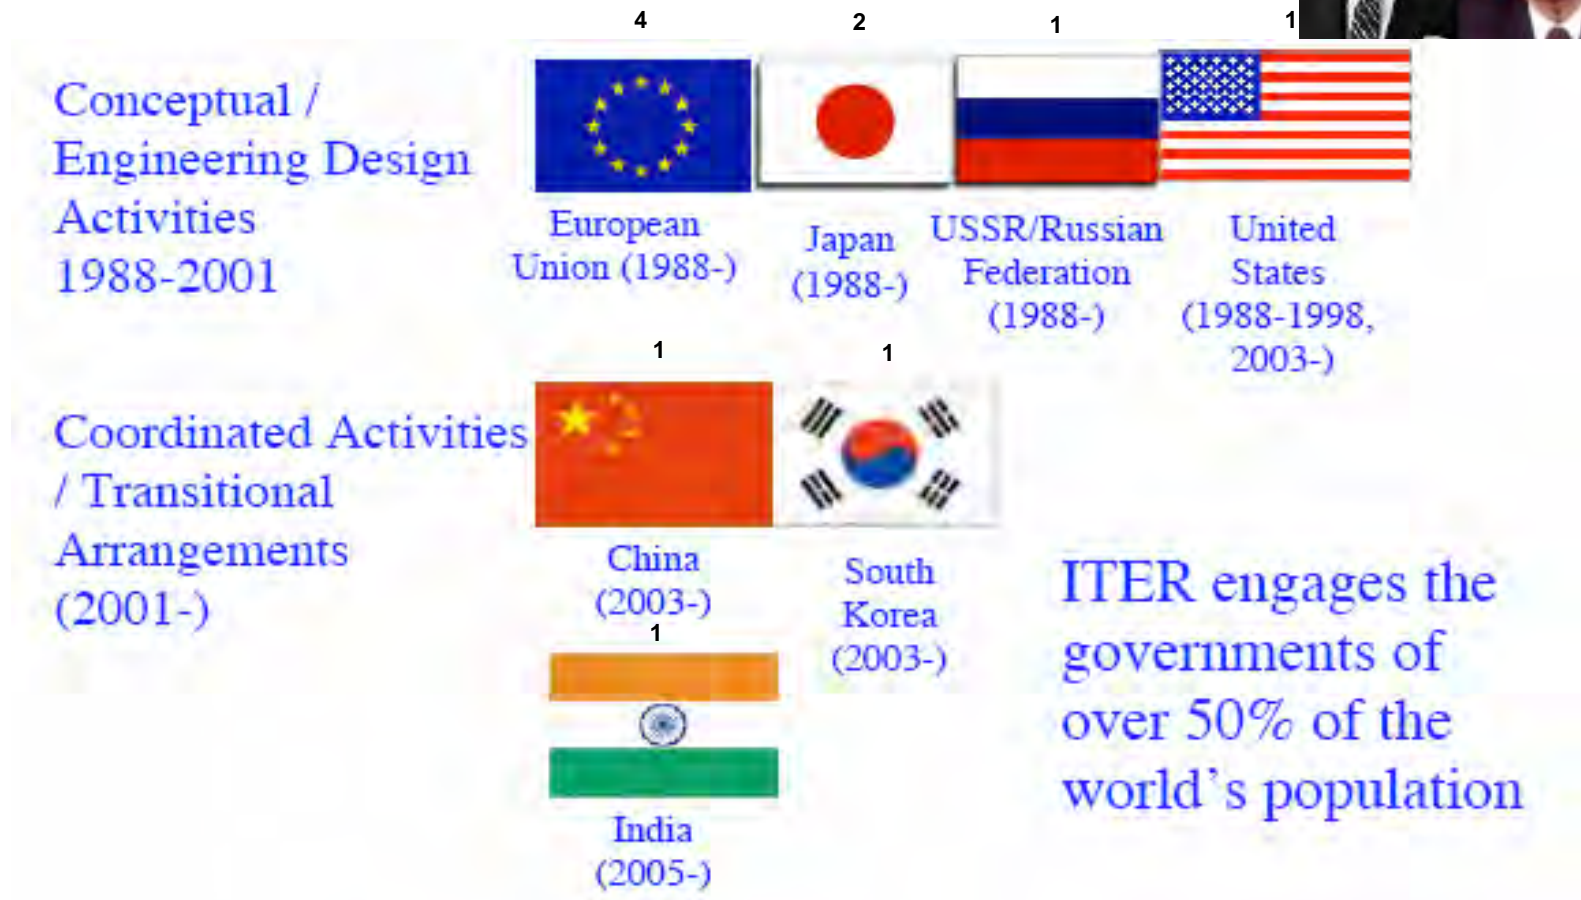 4
2
1
1
Conceptual /
Engineering Design
Activities
1988-2001
European
Union (1988-)
Japan
(1988-)
USSR/Russian
Federation
(1988-)
United
States
(1988-1998,
2003-)
1
1
Coordinated Activities
/ Transitional
Arrangements
(2001-)
China
(2003-)
South
Korea
(2003-)
1
India
(2005-)
ITER engages the
governments of
over 50% of the
world’s population